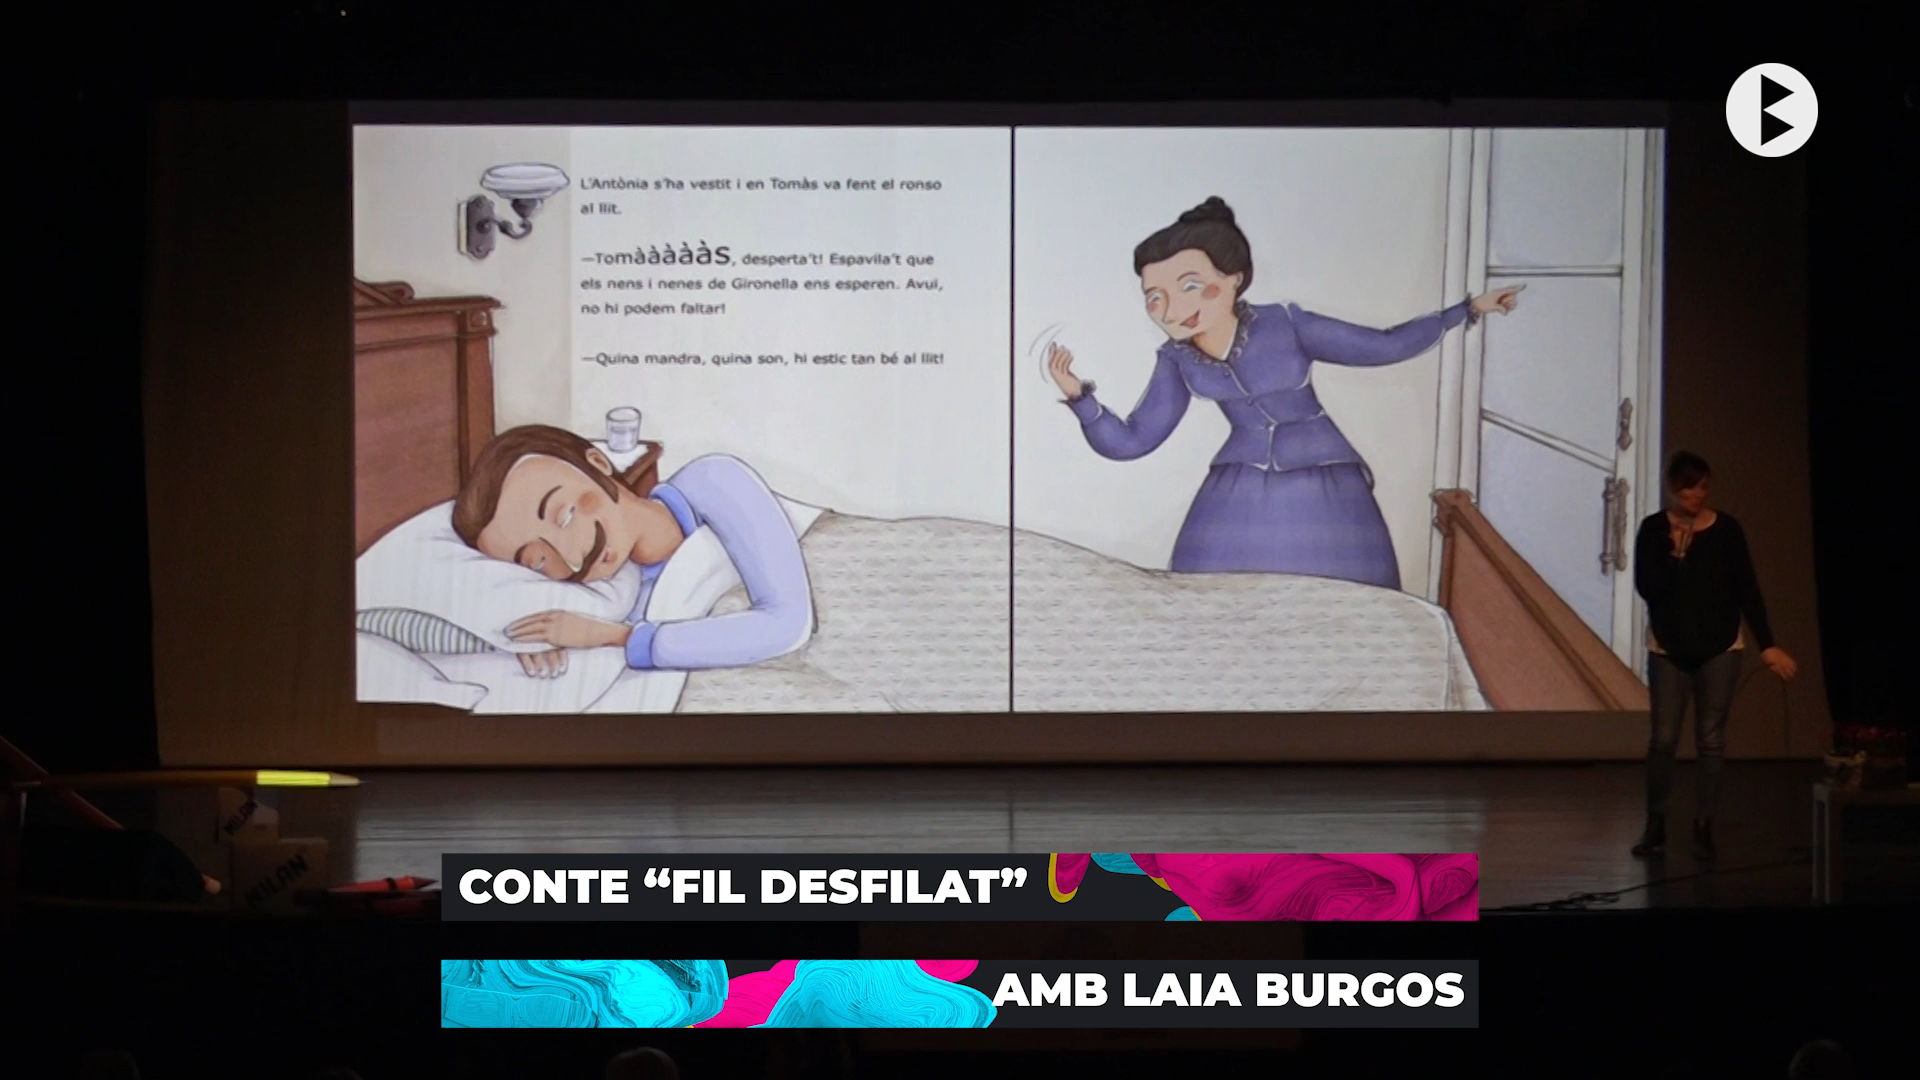 L'Antònia s'ha vestit i en Tomàs va fent el ronso
al llit.
—Tomàààààs, desperta't! Espavila't que
els nens i nenes de Gironella ens esperen. Avui,
no hi podem faltar!
—Quina mandra, quina son, hi estic tan bé al llit!
MILAN
MILAN
CONTE “FIL DESFILAT”
AMB LAIA BURGOS